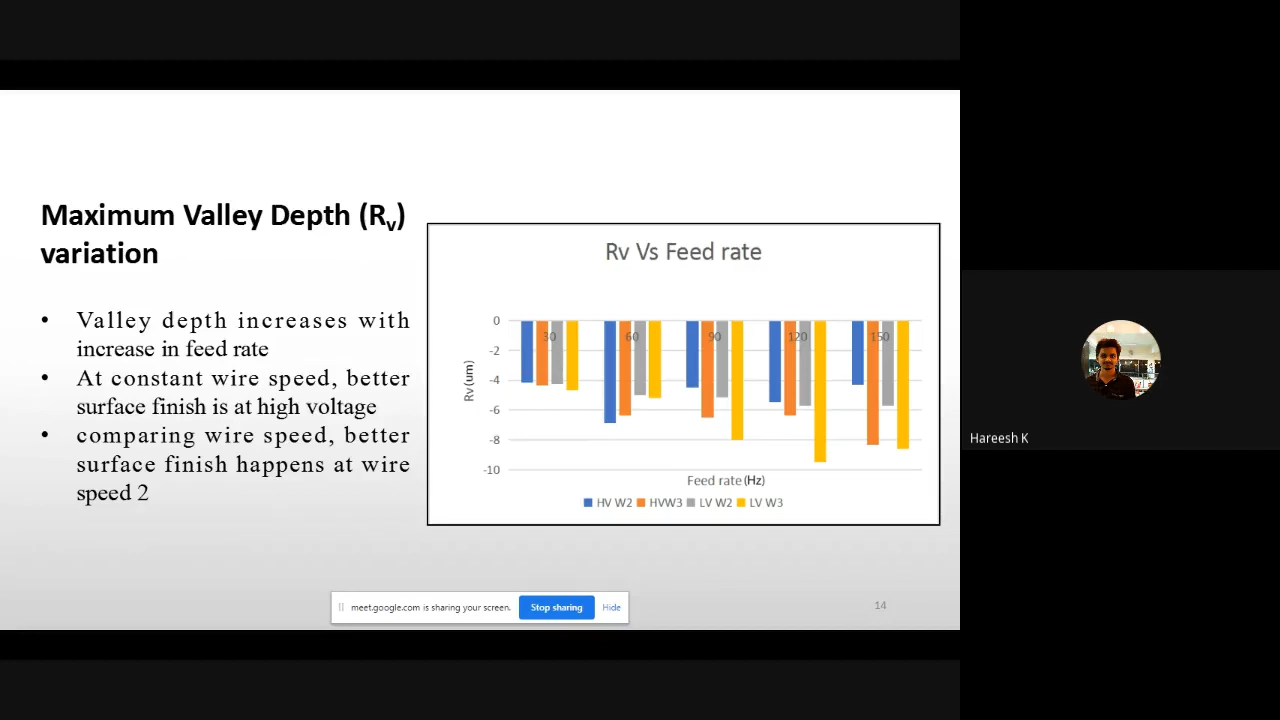 Maximum Valley Depth (Rv)
variation
• Valley depth increases with
increase in feed rate
• At constant wire speed, better
surface finish is at high voltage
• comparing wire speed, better
surface finish happens at wire
speed 2
Rv Vs Feed rate
0
-2
-4
-6
-8
-10
Rv (um)
30 60 90 120 150
Feed rate (Hz)
HV W2 HVW3 LV W2 LV W3
meet.google.com is sharing your screen. Stop sharing Hide
14
Hareesh K